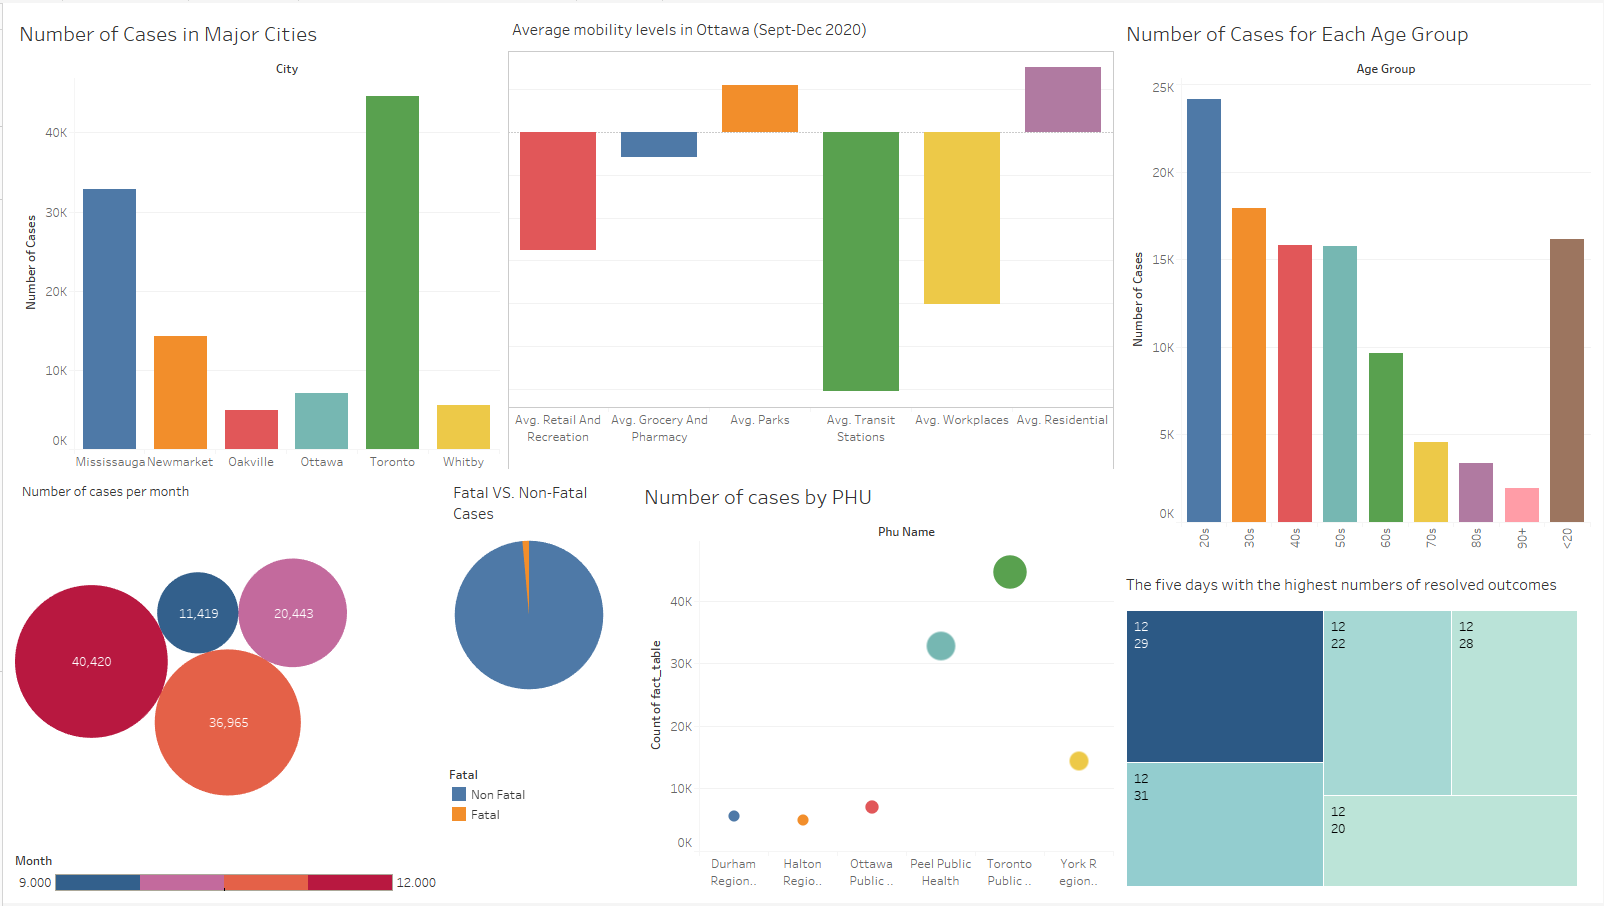 Number of Cases in Major Cities
City
Number of Cases
40K
30K
20K
10K
0K
Mississauga Newmarket Oakville Ottawa Toronto Whitby
Average mobility levels in Ottawa (Sept-Dec 2020)
Avg. Retail And Recreation
Avg. Grocery And Pharmacy
Avg. Parks
Avg. Transit Stations
Avg. Workplaces
Avg. Residential
Number of Cases for Each Age Group
Age Group
Number of Cases
25K
20K
15K
10K
5K
0K
20s 30s 40s 50s 60s 70s 80s 90+ <20
Number of cases per month
40,420
11,419
20,443
36,965
Month
9.000 12.000
Fatal VS. Non-Fatal
Cases
Fatal
Non Fatal
Fatal
Number of cases by PHU
Phu Name
Count of fact_table
40K
30K
20K
10K
0K
Durham Region..
Halton Regio..
Ottawa Public ..
Peel Public Health
Toronto Public ..
York R egion..
The five days with the highest numbers of resolved outcomes
12
29
12
22
12
28
12
31
12
20